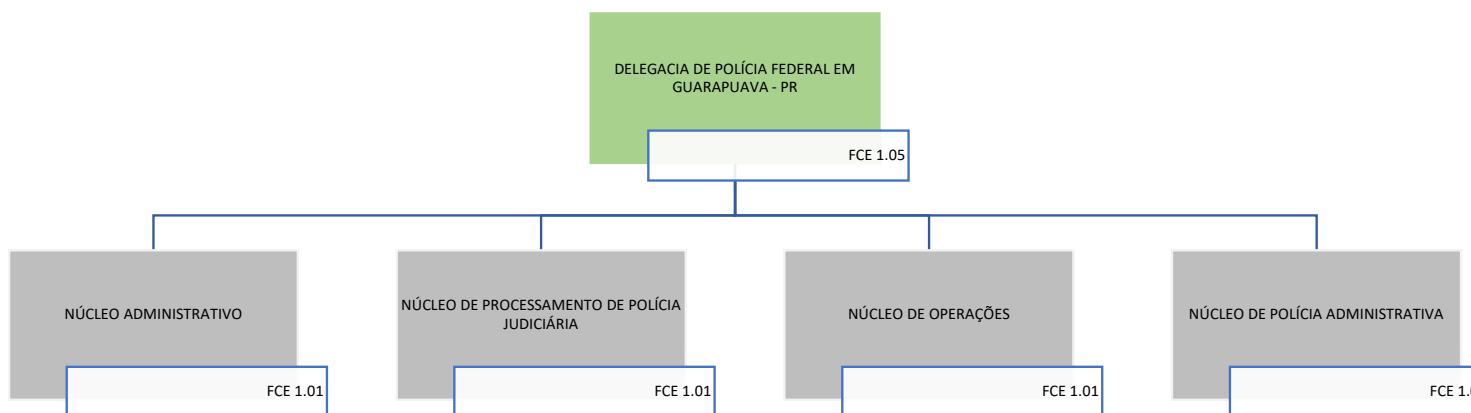 DELEGACIA DE POLÍCIA FEDERAL EM
GUARAPUAVA - PR
FCE 1.05
NÚCLEO ADMINISTRATIVO
FCE 1.01
NÚCLEO DE PROCESSAMENTO DE POLÍCIA
JUDICIÁRIA
FCE 1.01
NÚCLEO DE OPERAÇÕES
FCE 1.01
NÚCLEO DE POLÍCIA ADMINISTRATIVA
FCE